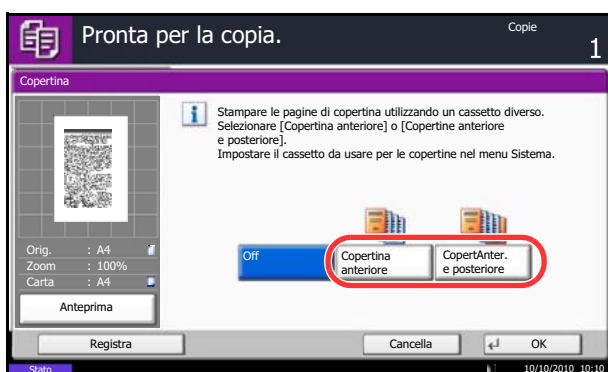 Pronta per la copia.
Copie
1
Copertina
Stampare le pagine di copertina utilizzando un cassetto diverso.
Selezionare [Copertina anteriore] o [Copertine anteriore
e posteriore].
Impostare il cassetto da usare per le copertine nel menu Sistema.
Off
Copertina
anteriore
CopertAnter.
e posteriore
Orig. : A4
Zoom : 100%
Carta : A4
Anteprima
Registra
Cancella
OK
Stato
10/10/2010 10:10